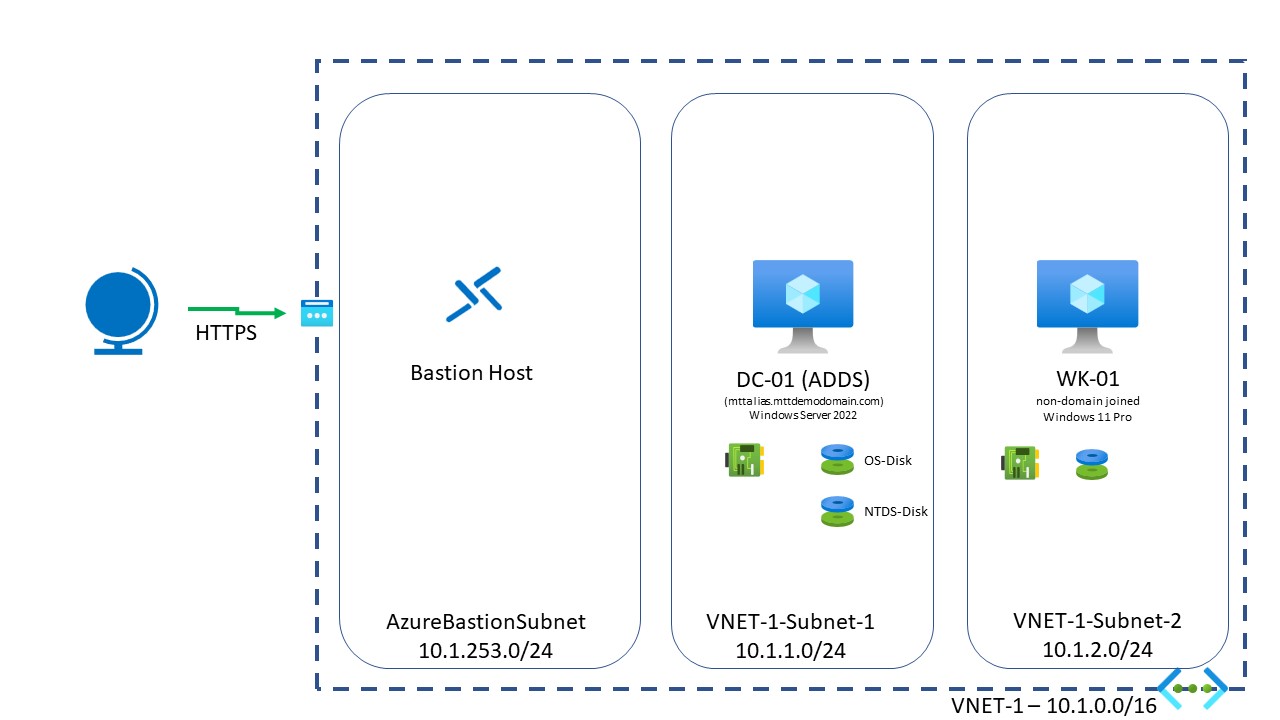 HTTPS
Bastion Host
AzureBastionSubnet
10.1.253.0/24
DC-01 (ADDS)
(mttalias.mttdemodomain.com)
Windows Server 2022
OS-Disk
NTDS-Disk
VNET-1-Subnet-1
10.1.1.0/24
WK-01
non-domain joined
Windows 11 Pro
VNET-1-Subnet-2
10.1.2.0/24
VNET-1 – 10.1.0.0/16